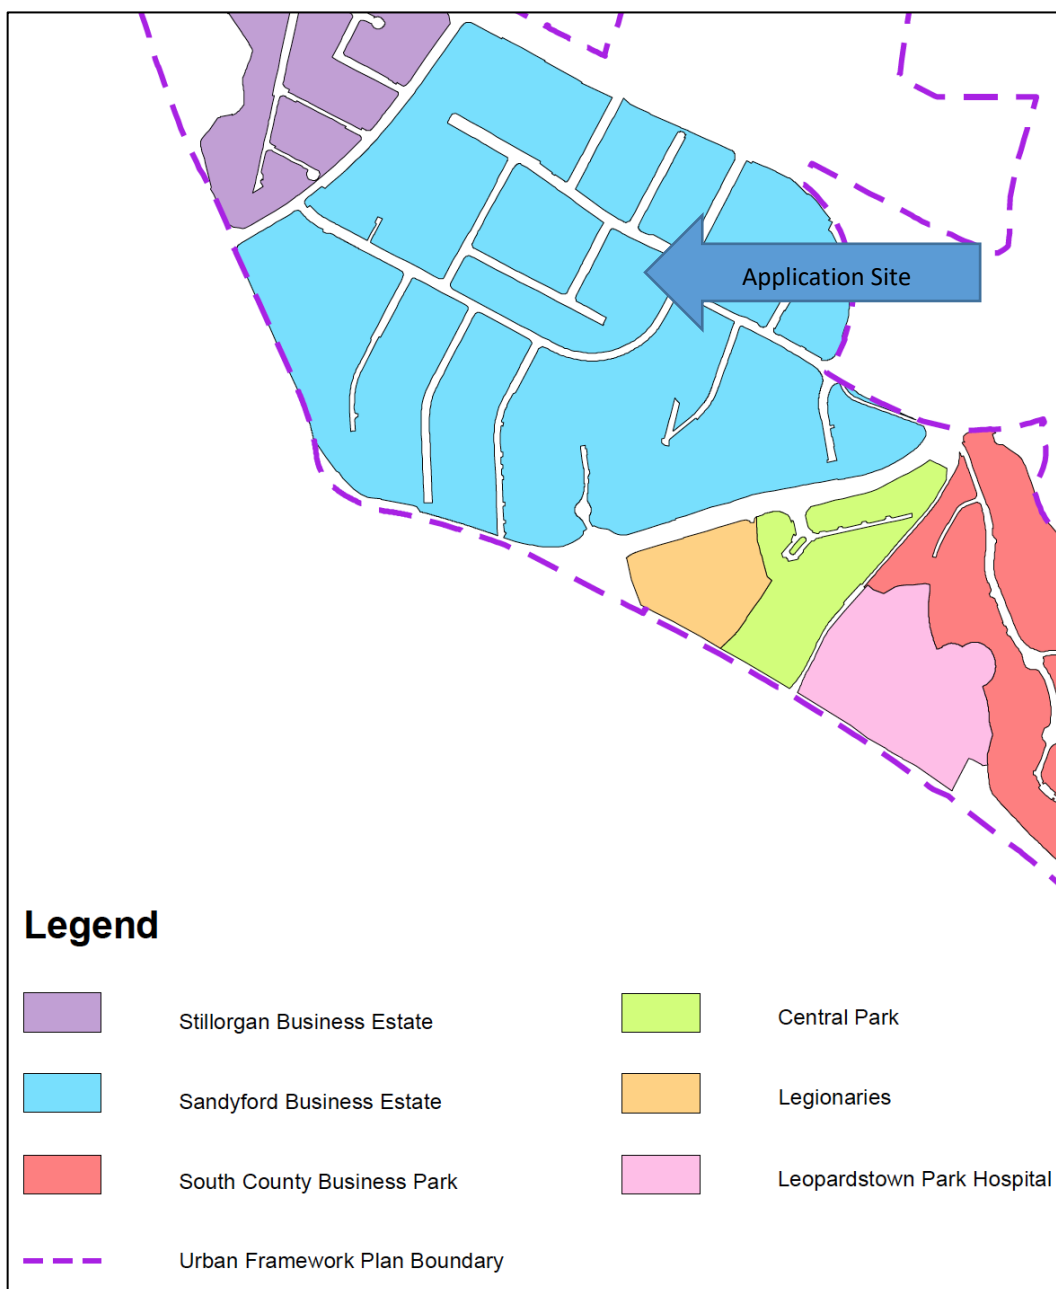 Application Site
Legend
Stillorgan Business Estate
Central Park
Sandyford Business Estate
Legionaries
South County Business Park
Leopardstown Park Hospital
Urban Framework Plan Boundary